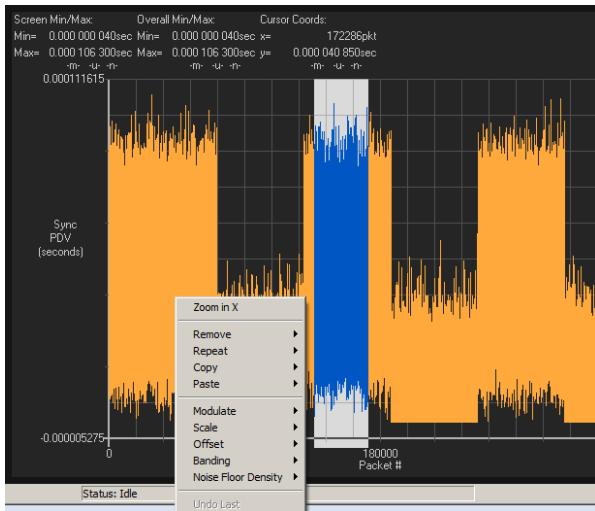 Screen Min/Max: Overall Min/Max: Cursor Coords:
Min= 0.000 000 040sec Min= 0.000 000 040sec x= 172286pkt
Max= 0.000 106 300sec Max= 0.000 106 300sec y= 0.000 040 850sec
-m- -u- -n- -m- -u- -n- -m- -u- -n-
0.000111615
Sync
PDV
(seconds)
Zoom in X
Remove
Repeat
Copy
Paste
Modulate
Scale
Offset
Banding
Noise Floor Density
Undo Last
-0.000005275
0 180000
Packet #
Status: Idle